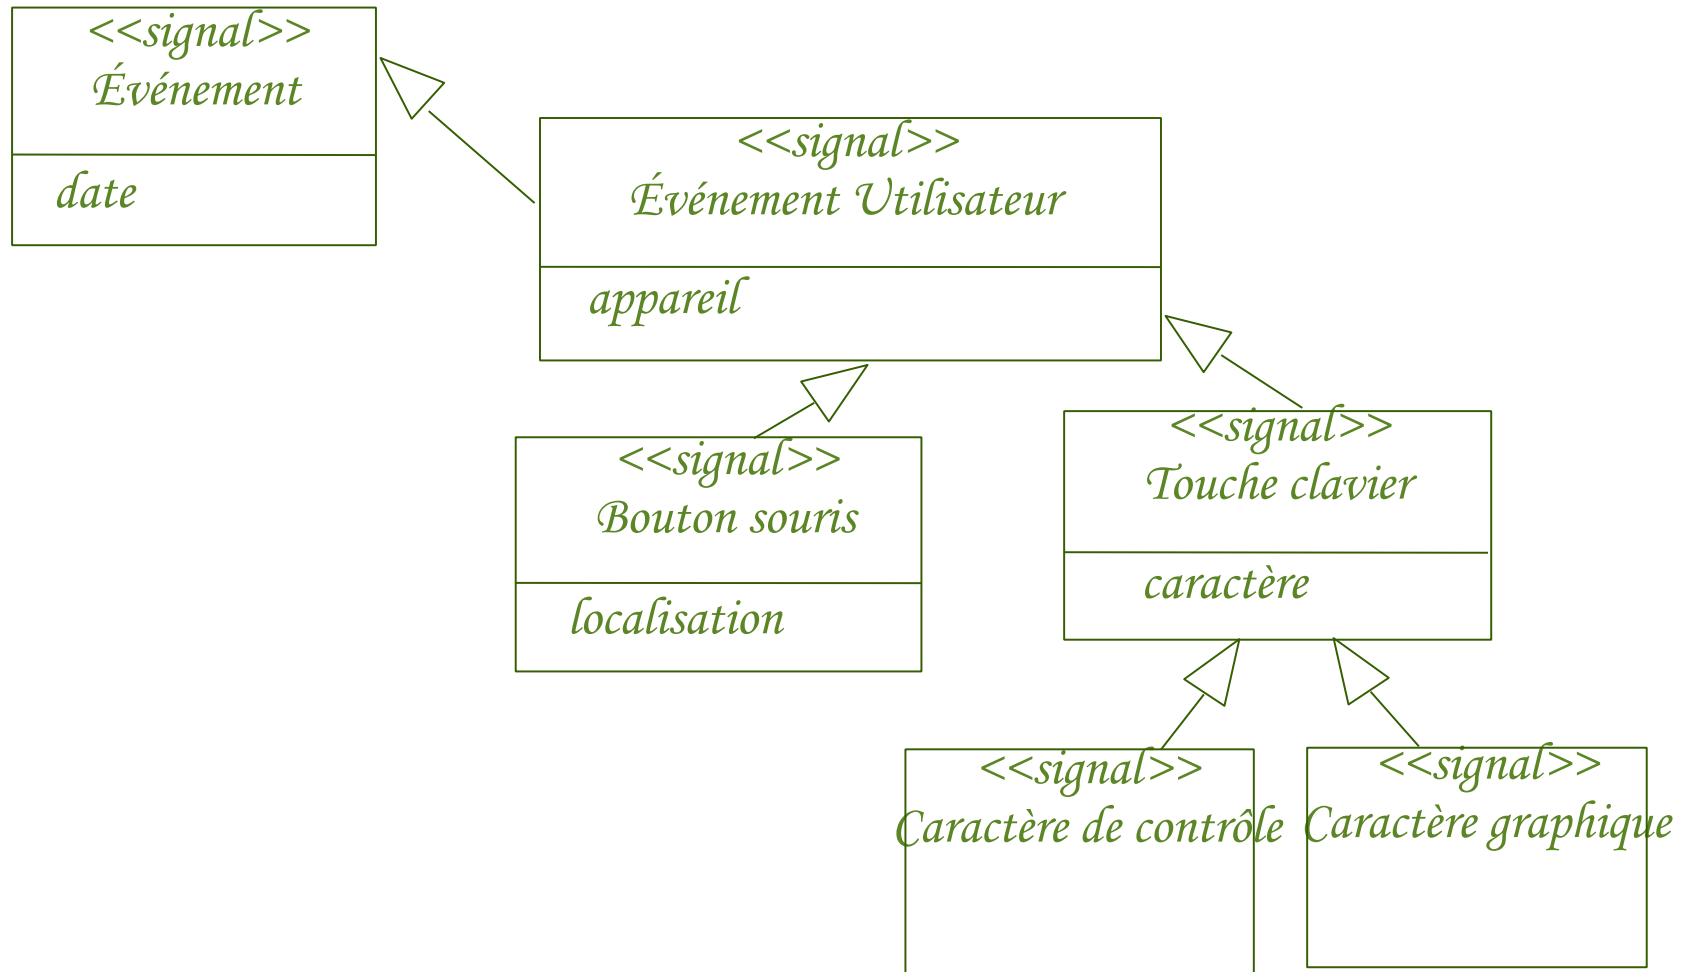 <<signal>>
Événement
date
<<signal>>
Événement Utilisateur
appareil
<<signal>>
Bouton souris
localisation
<<signal>>
Touche clavier
caractère
<<signal>>
Caractère de contrôle
<<signal>>
Caractère graphique